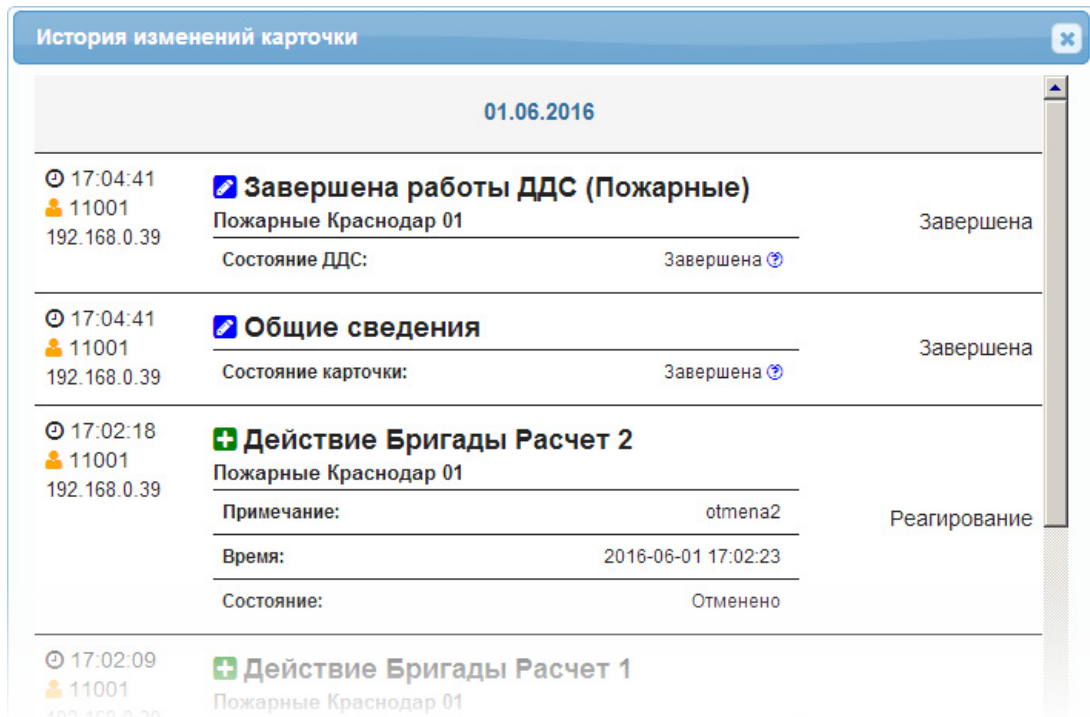 История изменений карточки
01.06.2016
17:04:41
11001
192.168.0.39
Завершена работы ДДС (Пожарные)
Пожарные Краснодар 01
Состояние ДДС: Завершена
Завершена
17:04:41
11001
192.168.0.39
Общие сведения
Состояние карточки: Завершена
Завершена
17:02:18
11001
192.168.0.39
Действие Бригады Расчет 2
Пожарные Краснодар 01
Примечание: otmena2
Время: 2016-06-01 17:02:23
Состояние: Отменено
Реагирование
17:02:09
11001
Действие Бригады Расчет 1
Пожарные Краснодар 01